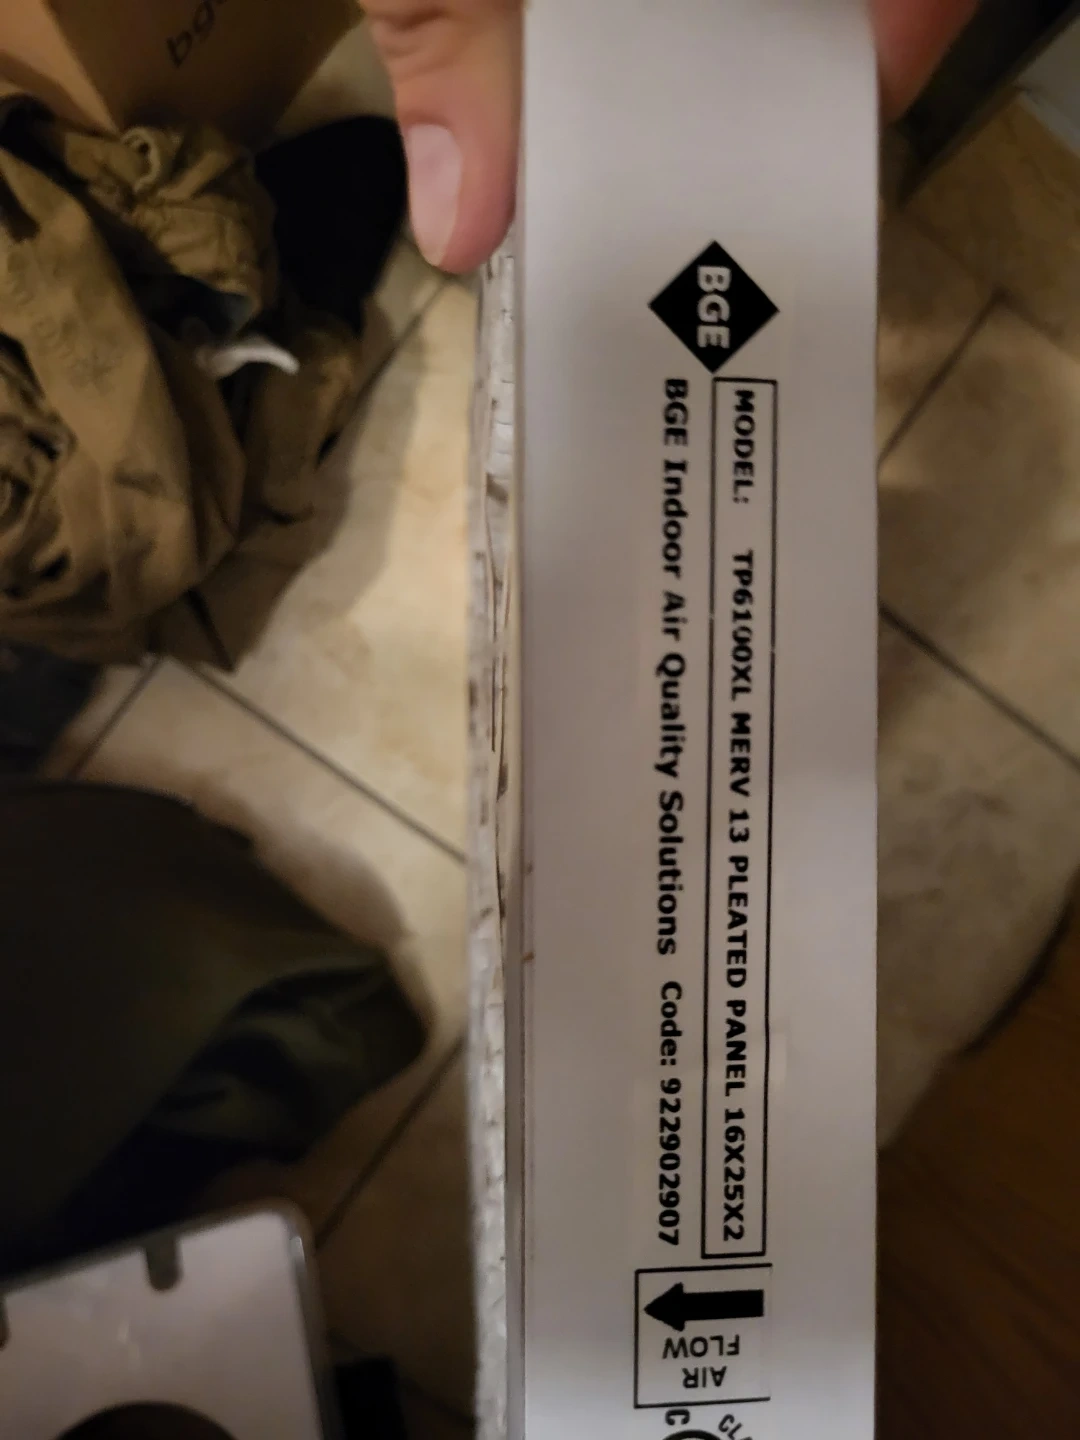 BGE
MODEL: TP6100XL MERV 13 PLEATED PANEL 16X25X2
BGE Indoor Air Quality Solutions Code: 922902907
AIR
FLOW